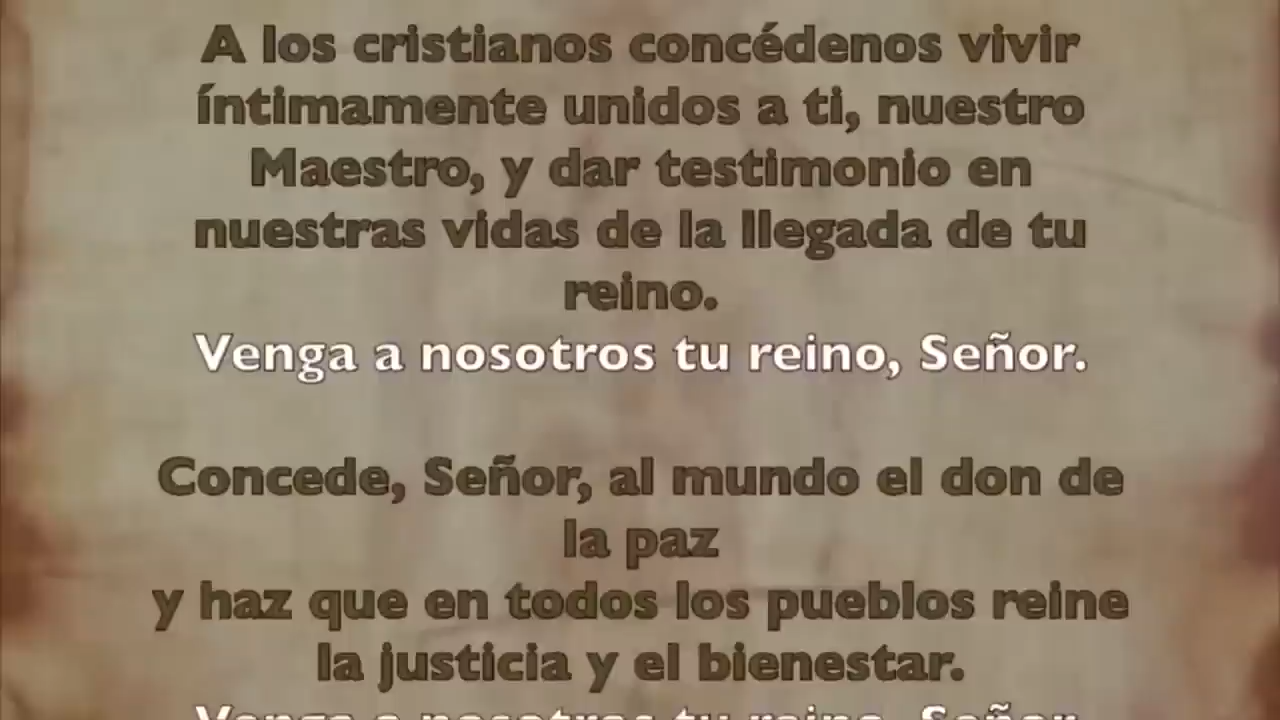 A los cristianos concédenos vivir
íntimamente unidos a ti, nuestro
Maestro, y dar testimonio en
nuestras vidas de la llegada de tu
reino.
Venga a nosotros tu reino, Señor.
Concede, Señor, al mundo el don de
la paz
y haz que en todos los pueblos reine
la justicia y el bienestar.
Venga a nosotros tu reino, Señor.